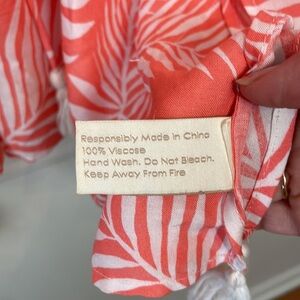 Responsibly Made in China
100% Viscose
Hand Wash. Do Not Bleach.
Keep Away From Fire